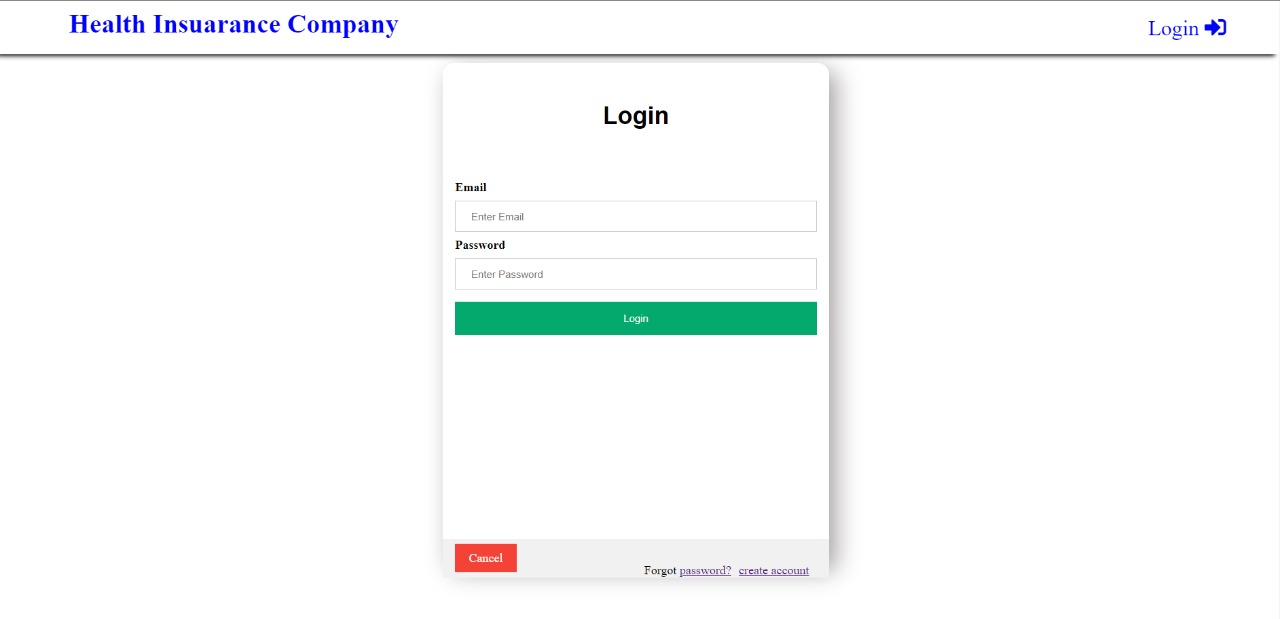 Health Insuarance Company
Login
Login
Email
Enter Email
Password
Enter Password
Login
Cancel
Forgot password? create account